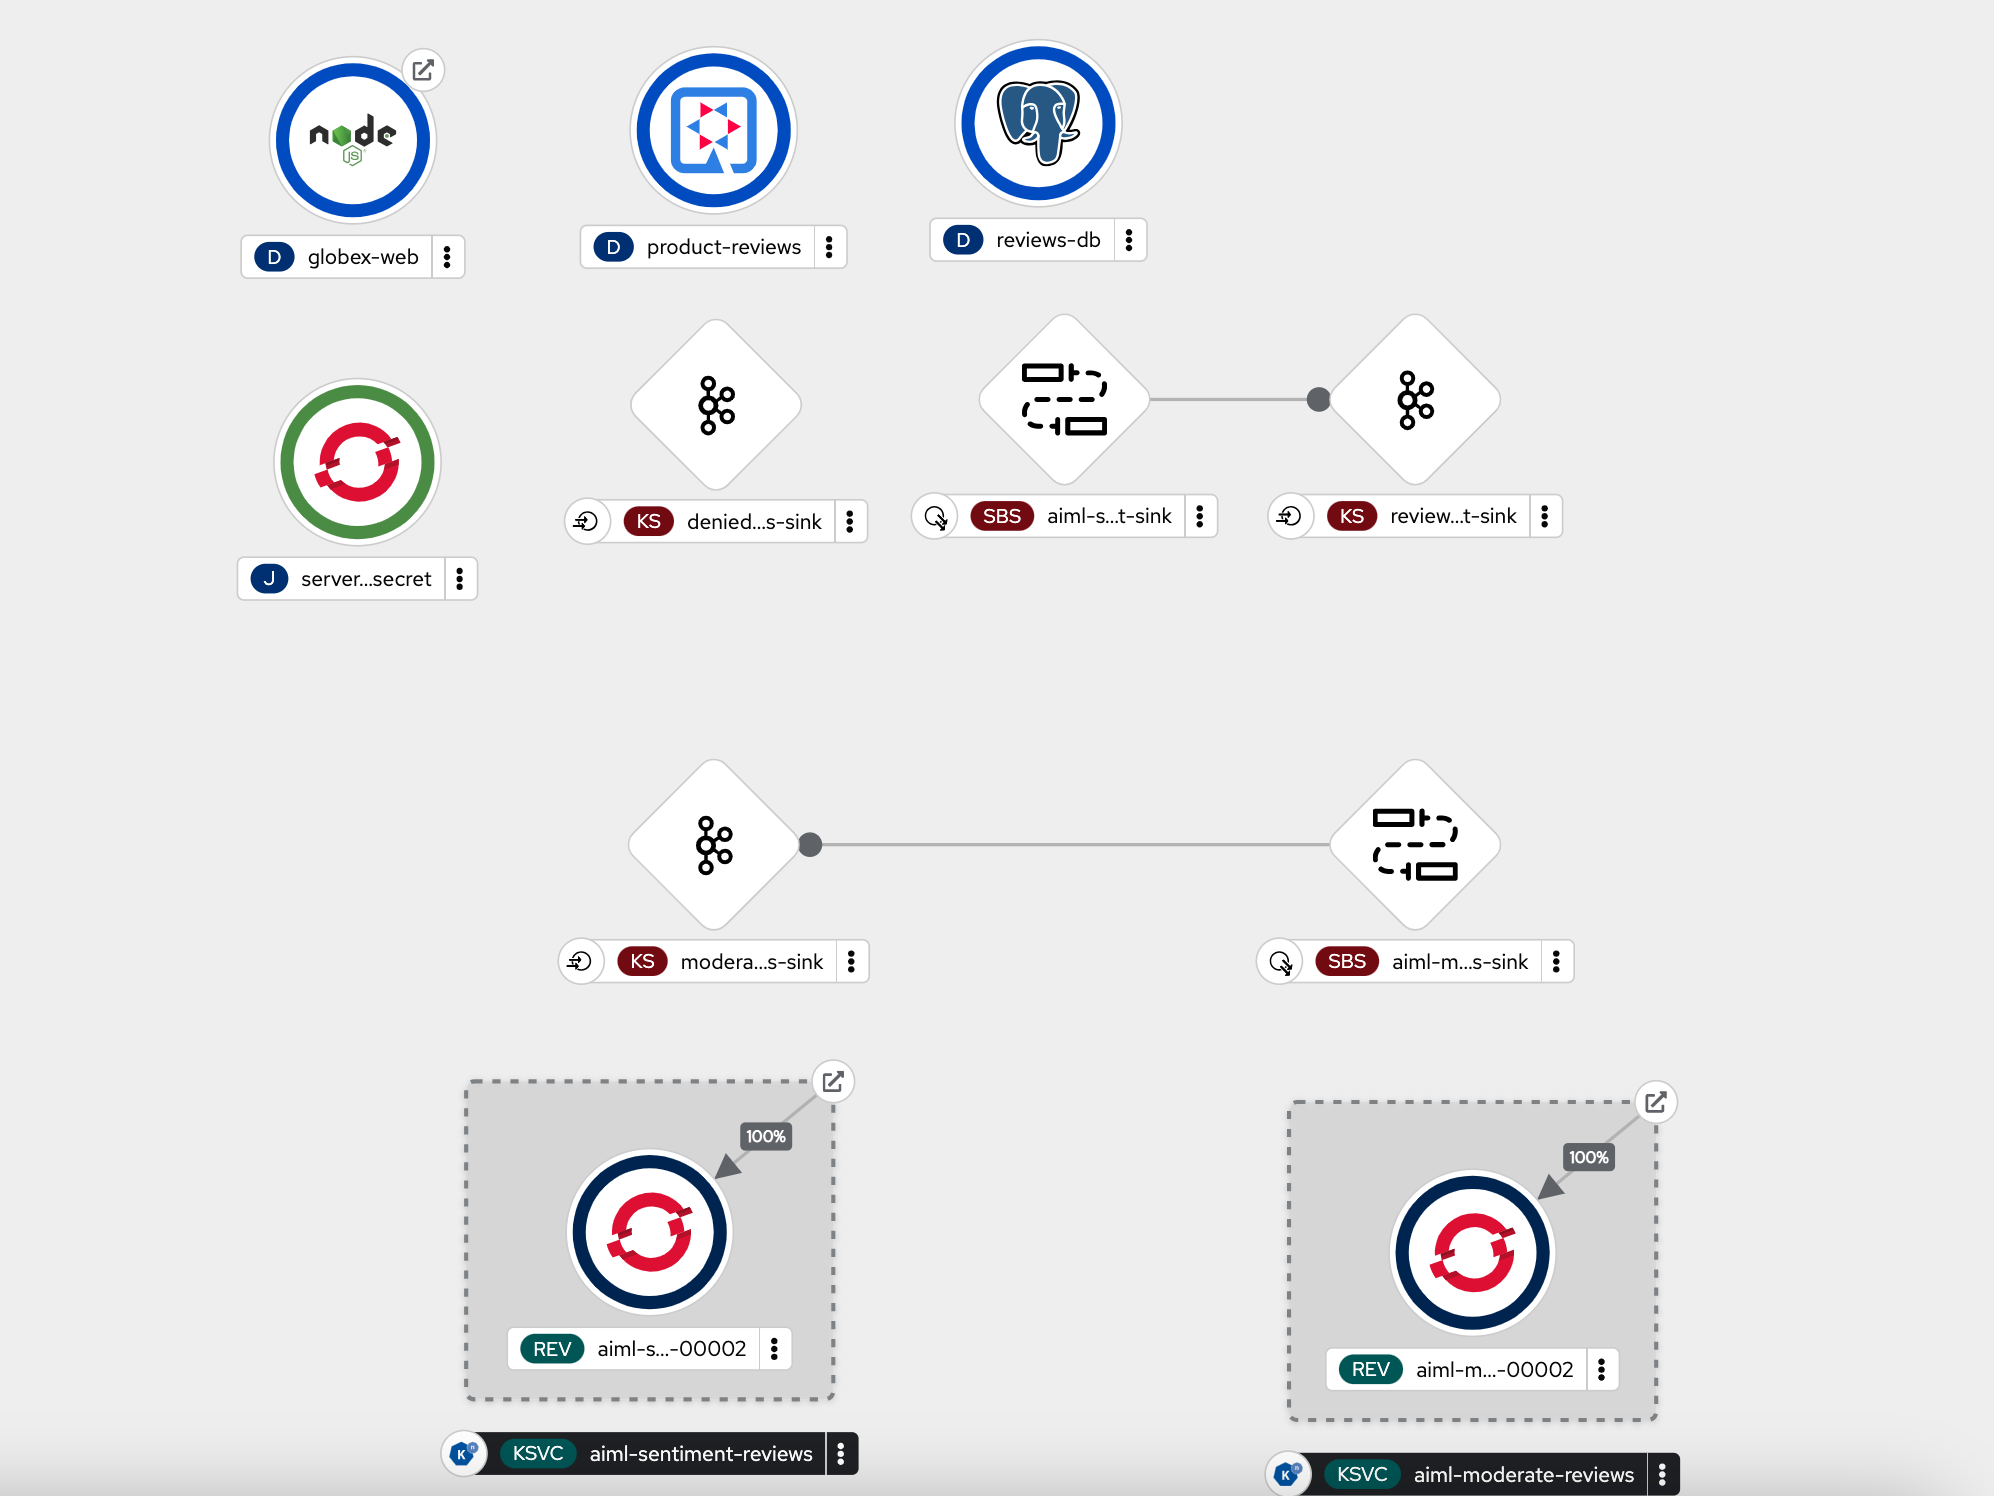 node
JS
D globex-web
D product-reviews
D reviews-db
J server...secret
KS denied...s-sink
SBS aiml-s...t-sink
KS review...t-sink
KS modera...s-sink
SBS aiml-m...s-sink
100%
REV aiml-s...-00002
K n KSVC aiml-sentiment-reviews
100%
REV aiml-m...-00002
K n KSVC aiml-moderate-reviews